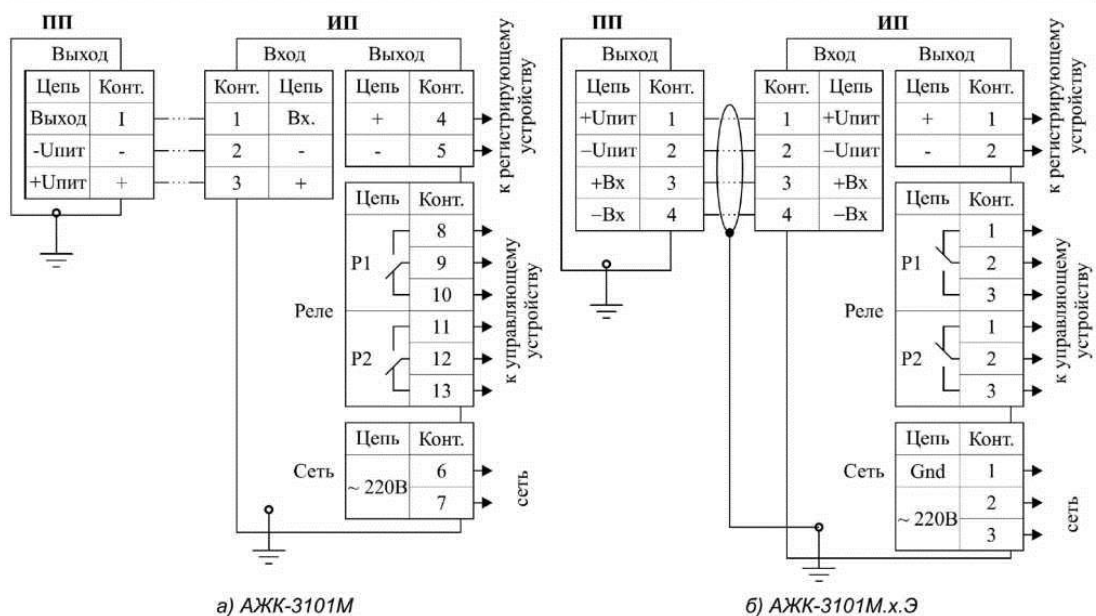 ПП ИП
Выход Вход Выход
Цепь Конт. Конт. Цепь Цепь Конт.
Выход I 1 Вх. + 4
-Uпит - 2 - - 5
+Uпит + 3 +
к регистрирующему
устройству
Цепь Конт.
8
P1 9
10
Реле
11
P2 12
13
к управляющему
устройству
Цепь Конт.
Сеть ~ 220В 6
7
сеть
а) АЖК-3101М
ПП ИП
Выход Вход Выход
Цепь Конт. Конт. Цепь Цепь Конт.
+Uпит 1 1 +Uпит + 1
–Uпит 2 2 –Uпит - 2
+Вх 3 3 +Вх
–Вх 4 4 –Вх
к регистрирующему
устройству
Цепь Конт.
1
P1 2
3
Реле
1
P2 2
3
к управляющему
устройству
Цепь Конт.
Сеть Gnd 1
~ 220В 2
3
сеть
б) АЖК-3101М.х.Э